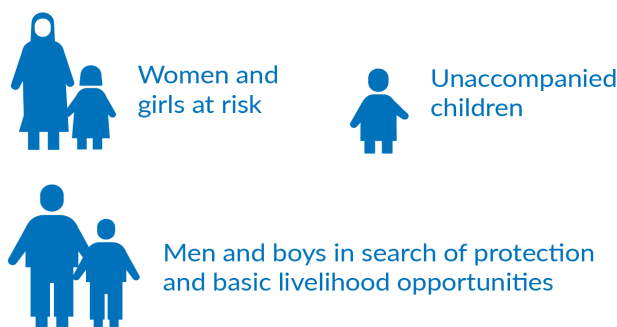 Women and
girls at risk
Unaccompanied
children
Men and boys in search of protection
and basic livelihood opportunities